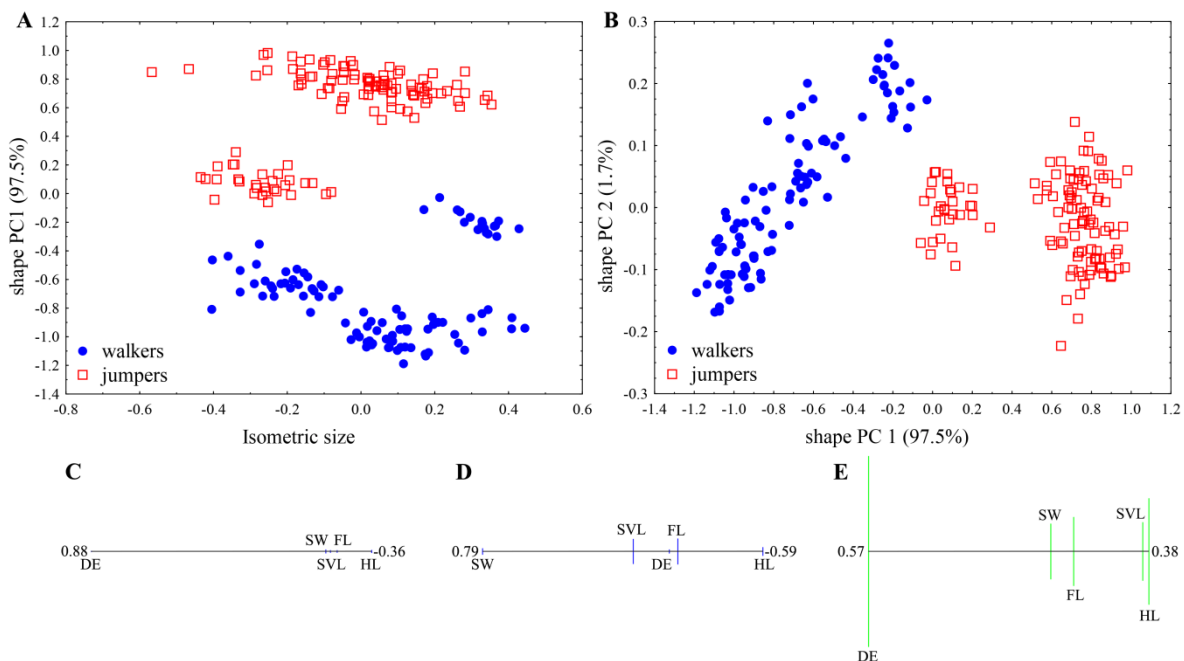 A
B
shape PC1 (97.5%)
1.2
1.0
0.8
0.6
0.4
0.2
0.0
-0.2
-0.4
-0.6
-0.8
-1.0
-1.2
-1.4
walkers
jumpers
-0.8 -0.6 -0.4 -0.2 0.0 0.2 0.4 0.6
Isometric size
shape PC 2 (1.7%)
0.3
0.2
0.1
0.0
-0.1
-0.2
-0.3
walkers
jumpers
-1.4 -1.2 -1.0 -0.8 -0.6 -0.4 -0.2 0.0 0.2 0.4 0.6 0.8 1.0 1.2
shape PC 1 (97.5%)
C
SW FL
0.88 -0.36
DE SVL HL
D
SVL FL
0.79 -0.59
SW DE HL
E
SW SVL
0.57 0.38
FL
HL
DE